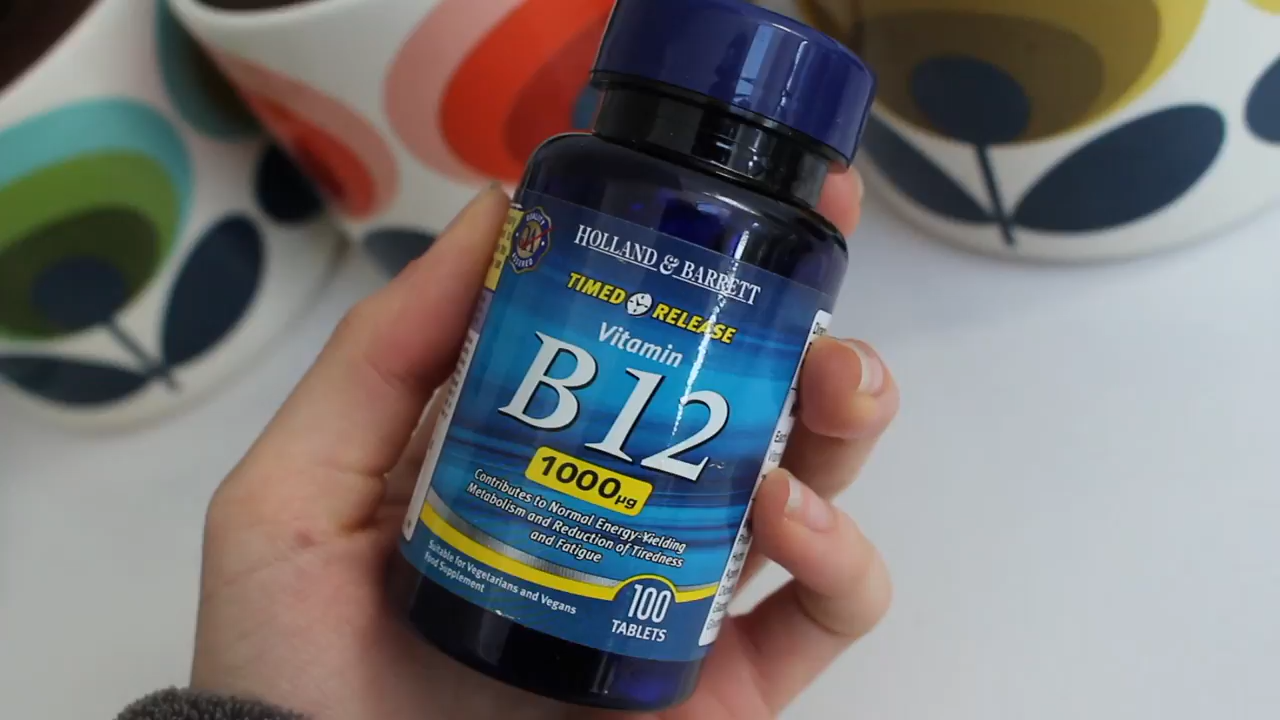 HOLLAND & BARRETT
TIMED RELEASE
Vitamin
B12
1000µg
Contributes to Normal Energy-Yielding
Metabolism and Reduction of Tiredness
and Fatigue
Suitable for Vegetarians and Vegans
Food Supplement
100
TABLETS